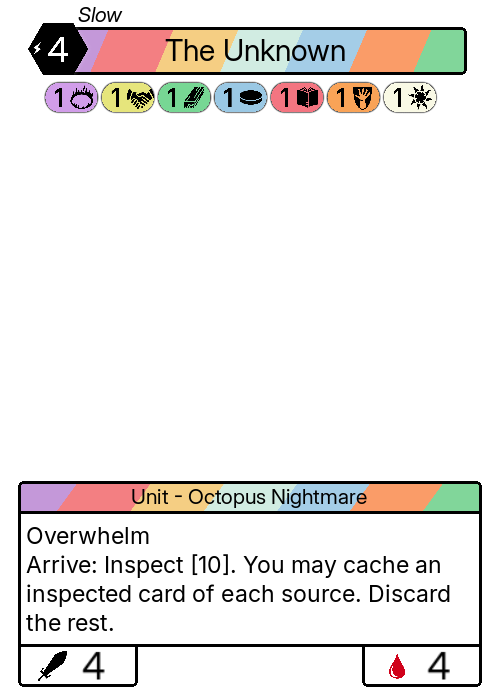 Slow
4 The Unknown
1 1 1 1 1 1 1
Unit - Octopus Nightmare
Overwhelm
Arrive: Inspect [10]. You may cache an
inspected card of each source. Discard
the rest.
4 4